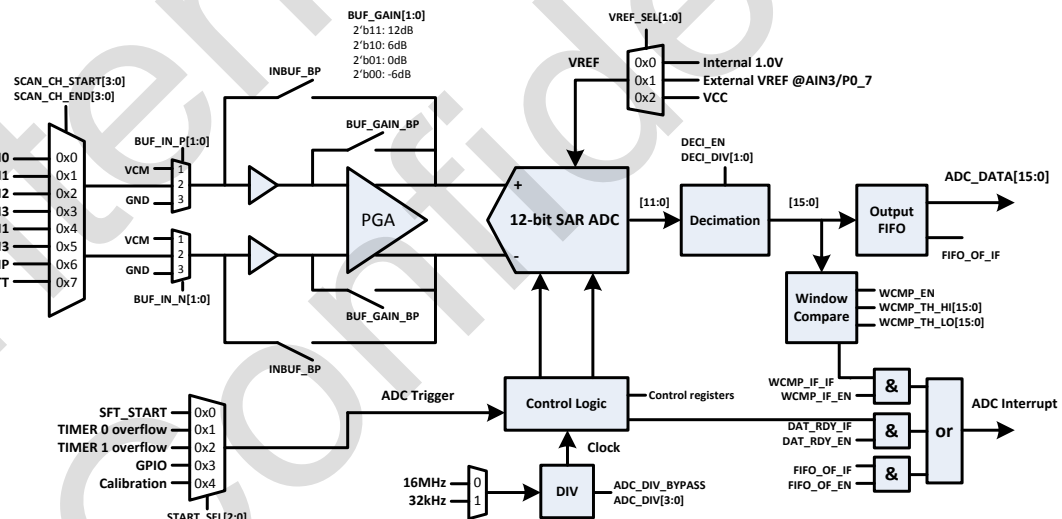 BUF_GAIN[1:0]
2'b11: 12dB
2'b10: 6dB
2'b01: 0dB
2'b00: -6dB
VREF_SEL[1:0]
VREF
0x0
0x1
0x2
Internal 1.0V
External VREF @AIN3/P0_7
VCC
SCAN_CH_START[3:0]
SCAN_CH_END[3:0]
0x0
0x1
0x2
0x3
0x4
0x5
0x6
0x7
BUF_IN_P[1:0]
VCM
GND
1
2
3
VCM
GND
1
2
3
BUF_IN_N[1:0]
INBUF_BP
BUF_GAIN_BP
PGA
BUF_GAIN_BP
INBUF_BP
+
12-bit SAR ADC
-
[11:0]
DECI_EN
DECI_DIV[1:0]
Decimation
[15:0]
Output
FIFO
ADC_DATA[15:0]
FIFO_OF_IF
Window
Compare
WCMP_EN
WCMP_TH_HI[15:0]
WCMP_TH_LO[15:0]
WCMP_IF_IF
WCMP_IF_EN
&
DAT_RDY_IF
DAT_RDY_EN
&
FIFO_OF_IF
FIFO_OF_EN
&
or
ADC Interrupt
ADC Trigger
Control Logic
Control registers
Clock
SFT_START
TIMER 0 overflow
TIMER 1 overflow
GPIO
Calibration
0x0
0x1
0x2
0x3
0x4
START_SEL[2:0]
16MHz
32kHz
0
1
DIV
ADC_DIV_BYPASS
ADC_DIV[3:0]